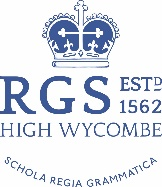 RGS
ESTD
1562
HIGH WYCOMBE
SCHOLA REGIA GRAMMATICA